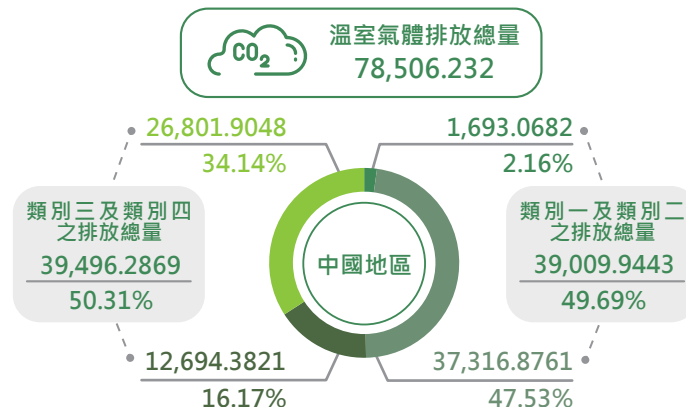 CO2
溫室氣體排放總量
78,506.232
26,801.9048
34.14%
1,693.0682
2.16%
類別三及類別四
之排放總量
39,496.2869
50.31%
中國地區
類別一及類別二
之排放總量
39,009.9443
49.69%
12,694.3821
16.17%
37,316.8761
47.53%